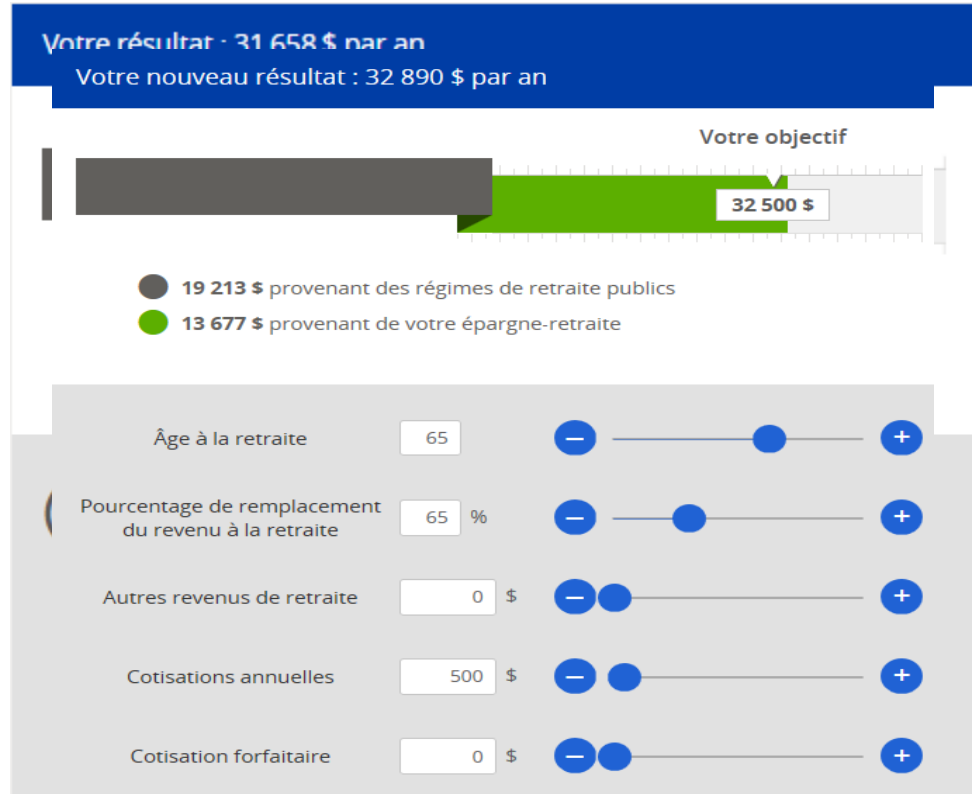 Votre résultat : 31 658 $ par an
Votre nouveau résultat : 32 890 $ par an
Votre objectif
32 500 $
19 213 $ provenant des régimes de retraite publics
13 677 $ provenant de votre épargne-retraite
Âge à la retraite 65
Pourcentage de remplacement
du revenu à la retraite 65 %
Autres revenus de retraite 0 $
Cotisations annuelles 500 $
Cotisation forfaitaire 0 $